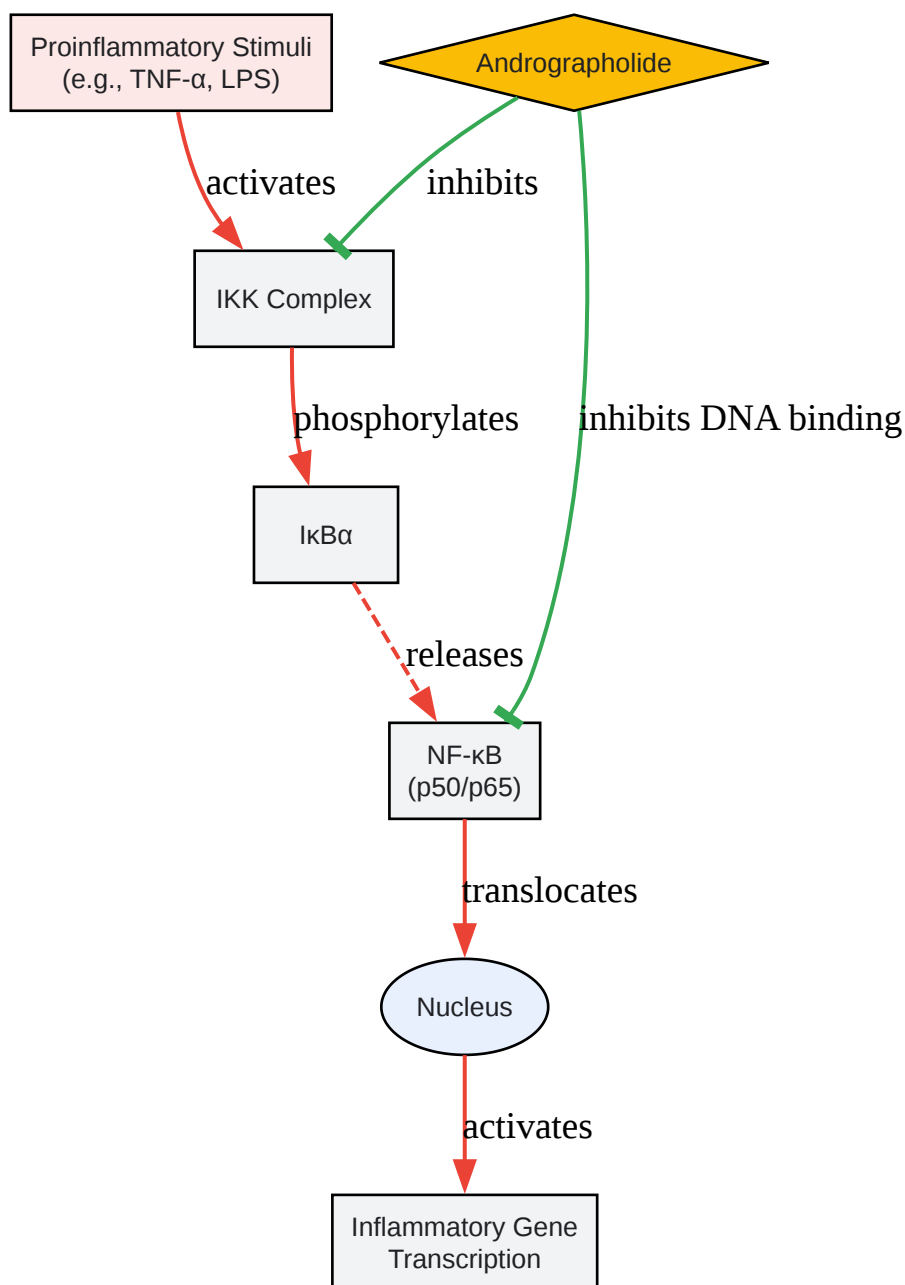 Proinflammatory Stimuli
(e.g., TNF-α, LPS)
Andrographolide
activates
inhibits
IKK Complex
phosphorylates
inhibits DNA binding
IκBα
releases
NF-κB
(p50/p65)
translocates
Nucleus
activates
Inflammatory Gene
Transcription